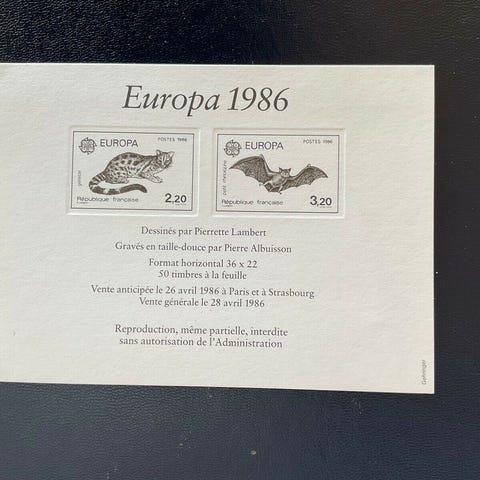 Europa 1986
EUROPA
POSTES 1986
genette
2,20
République française
EUROPA
POSTES 1986
petit rhinolophe
3,20
République française
Dessinés par Pierrette Lambert
Gravés en taille-douce par Pierre Albuisson
Format horizontal 36 x 22
50 timbres à la feuille
Vente anticipée le 26 avril 1986 à Paris et à Strasbourg
Vente générale le 28 avril 1986
Reproduction, même partielle, interdite
sans autorisation de l'Administration